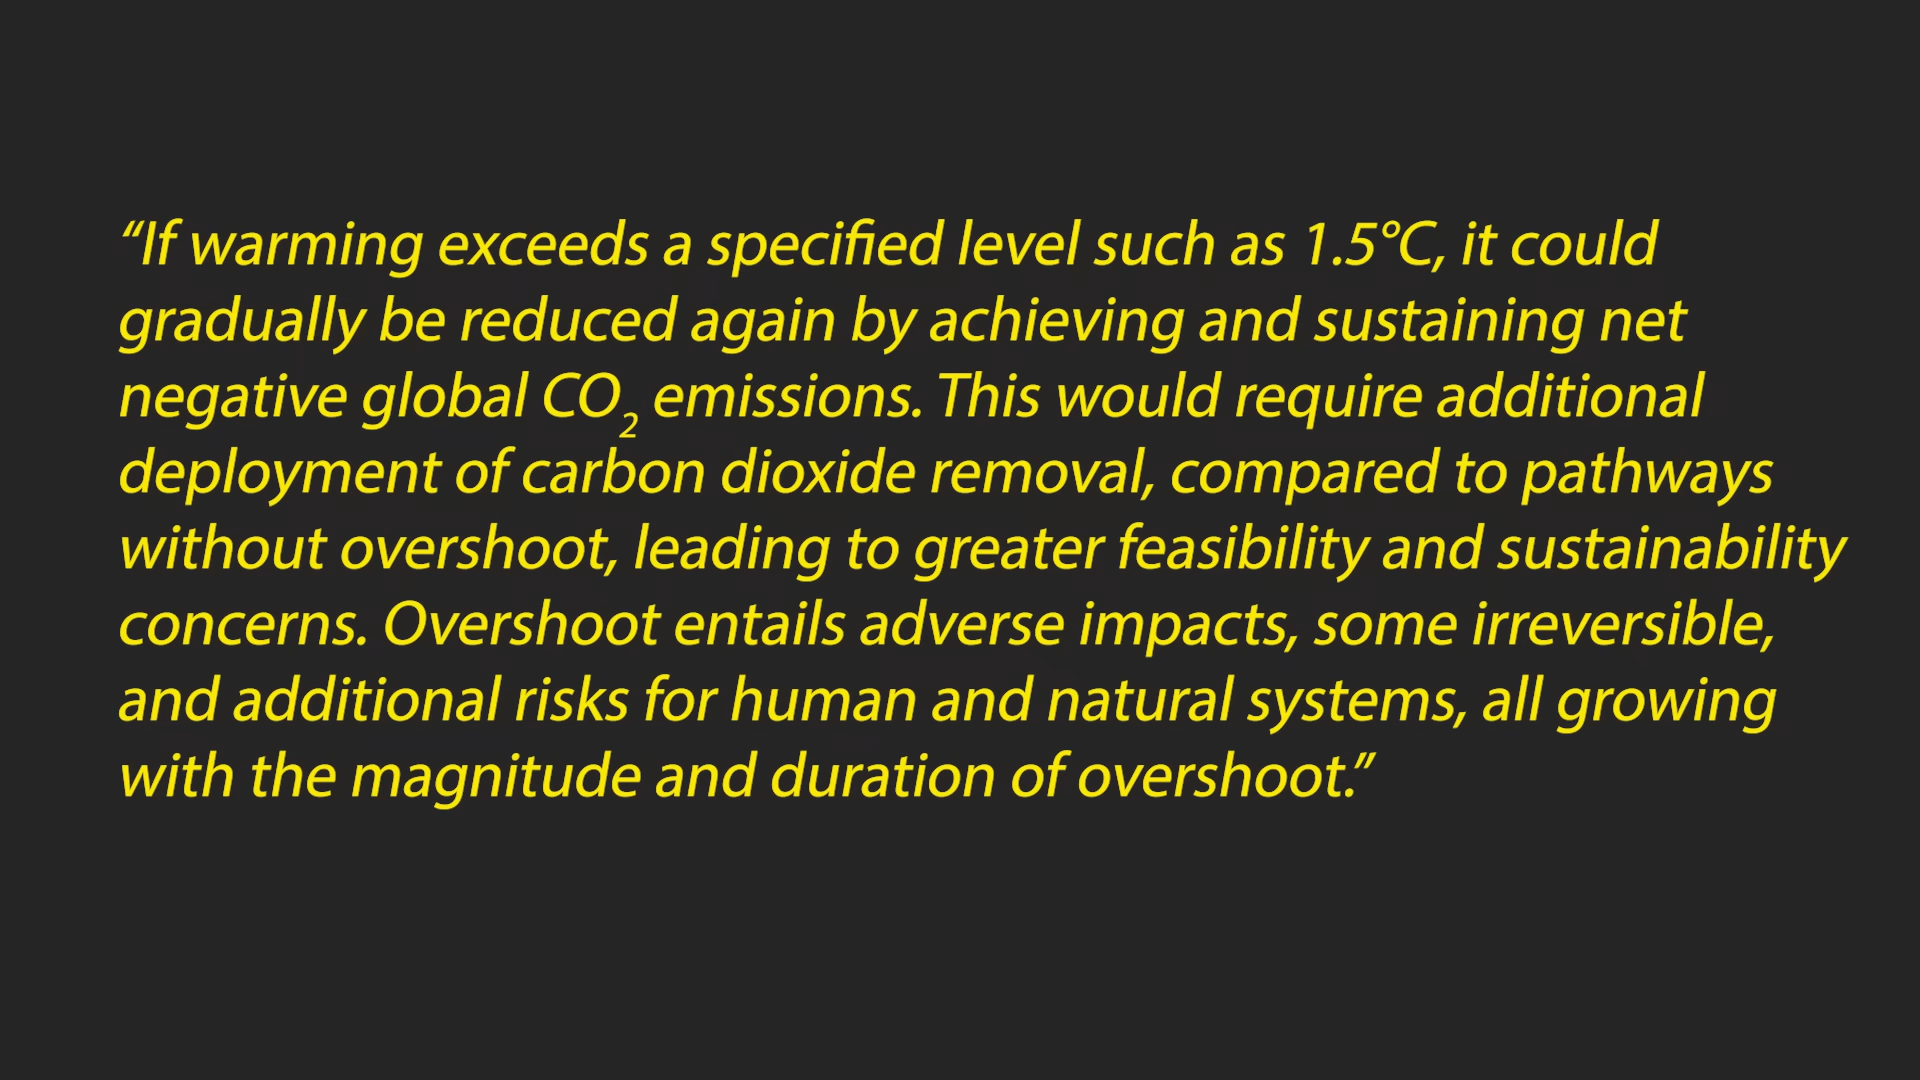 “If warming exceeds a specified level such as 1.5°C, it could
gradually be reduced again by achieving and sustaining net
negative global CO₂ emissions. This would require additional
deployment of carbon dioxide removal, compared to pathways
without overshoot, leading to greater feasibility and sustainability
concerns. Overshoot entails adverse impacts, some irreversible,
and additional risks for human and natural systems, all growing
with the magnitude and duration of overshoot.”